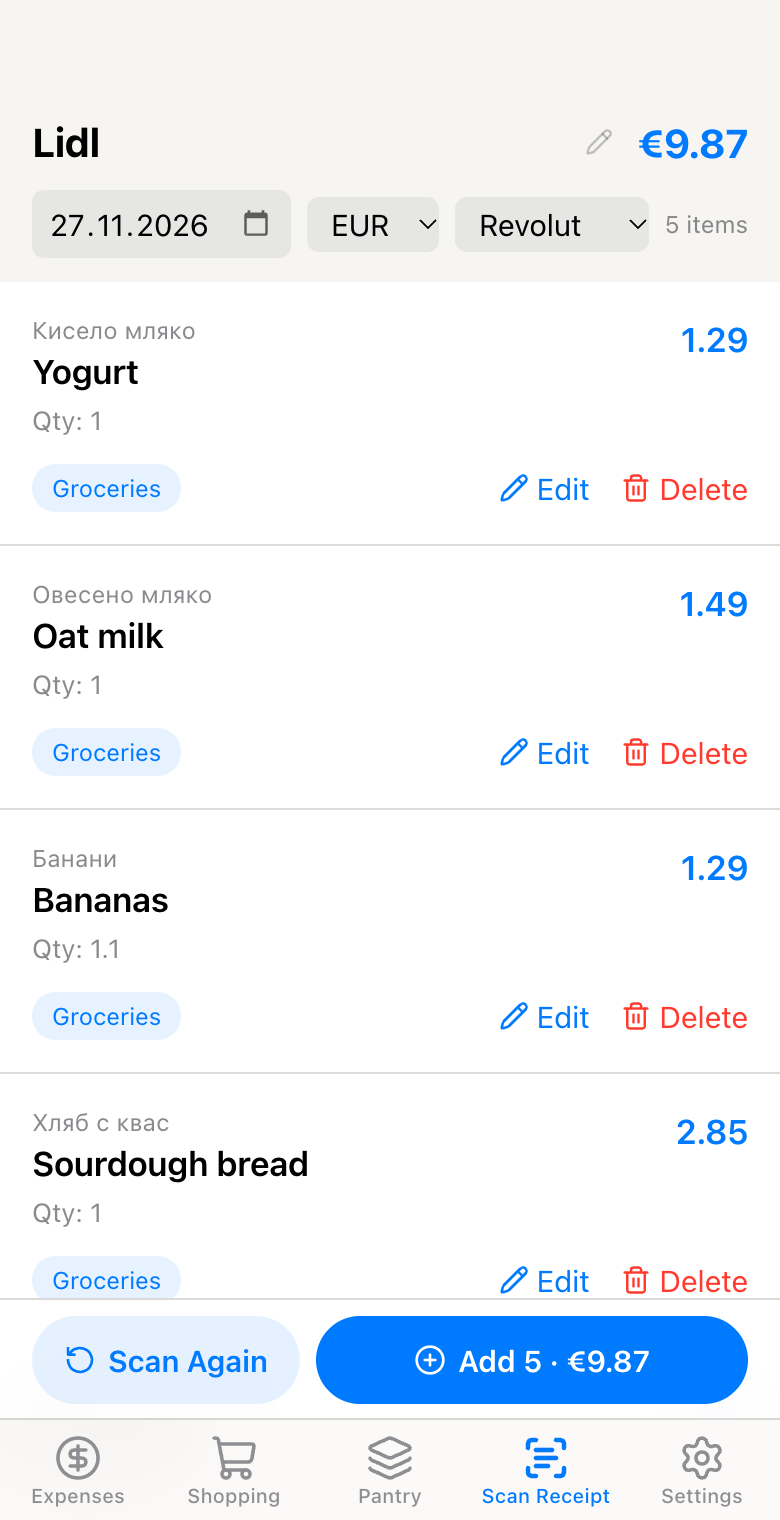 Lidl
€9.87
27.11.2026
EUR
Revolut
5 items
Кисело мляко
1.29
Yogurt
Qty: 1
Groceries
Edit
Delete
Овесено мляко
1.49
Oat milk
Qty: 1
Groceries
Edit
Delete
Банани
1.29
Bananas
Qty: 1.1
Groceries
Edit
Delete
Хляб с квас
2.85
Sourdough bread
Qty: 1
Groceries
Edit
Delete
Scan Again
Add 5 · €9.87
Expenses
Shopping
Pantry
Scan Receipt
Settings